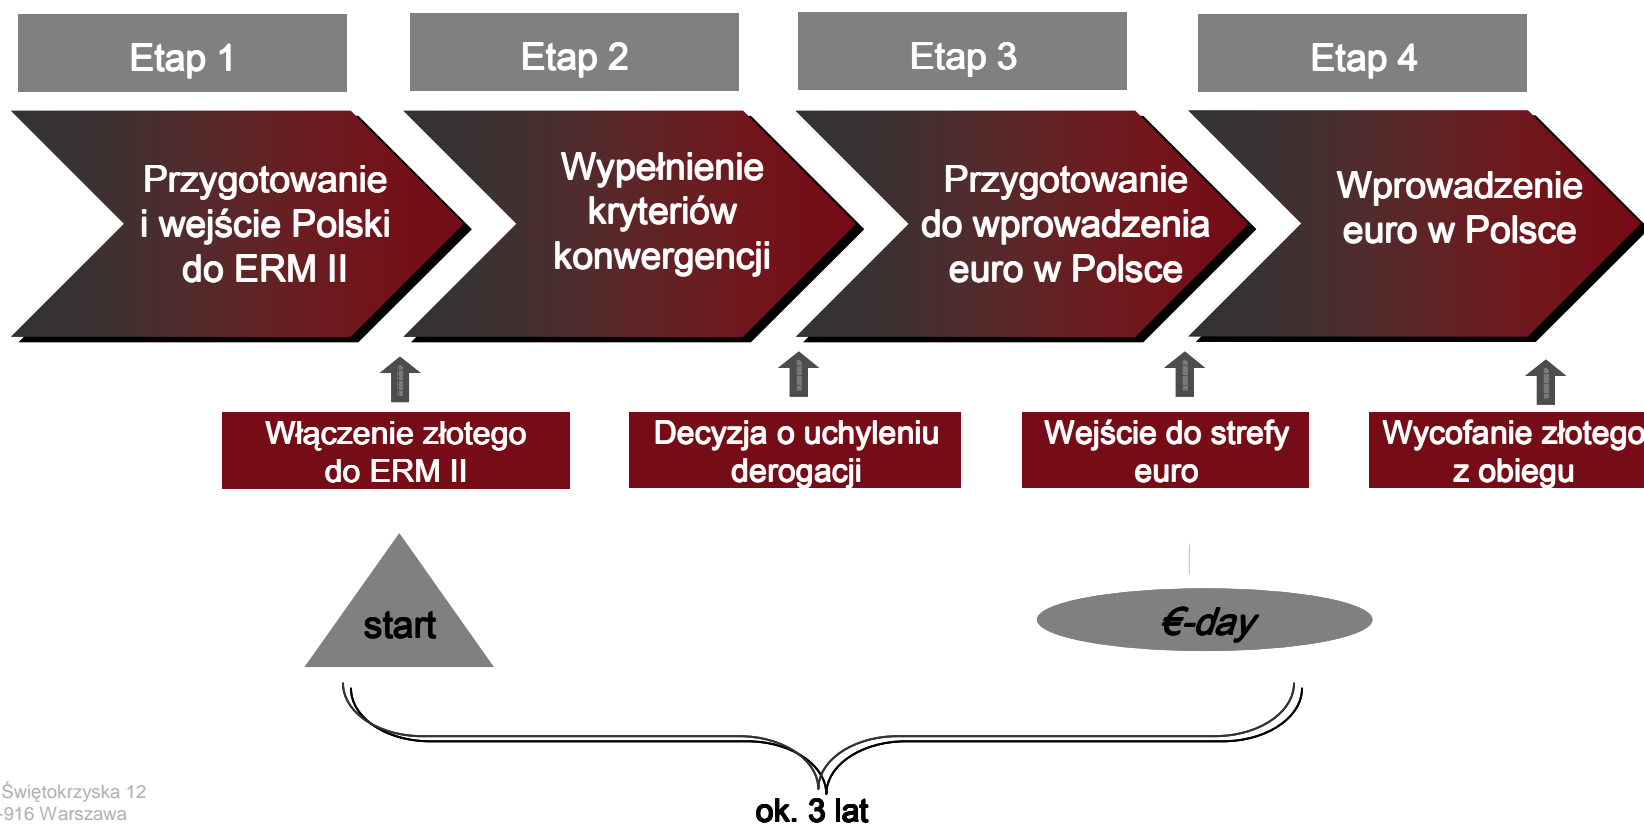 Etap 1
Etap 2
Etap 3
Etap 4
Przygotowanie
i wejście Polski
do ERM II
Wypełnienie
kryteriów
konwergencji
Przygotowanie
do wprowadzenia
euro w Polsce
Wprowadzenie
euro w Polsce
Włączenie złotego
do ERM II
Decyzja o uchyleniu
derogacji
Wejście do strefy
euro
Wycofanie złotego
z obiegu
start
€-day
ok. 3 lat
Świętokrzyska 12
-916 Warszawa